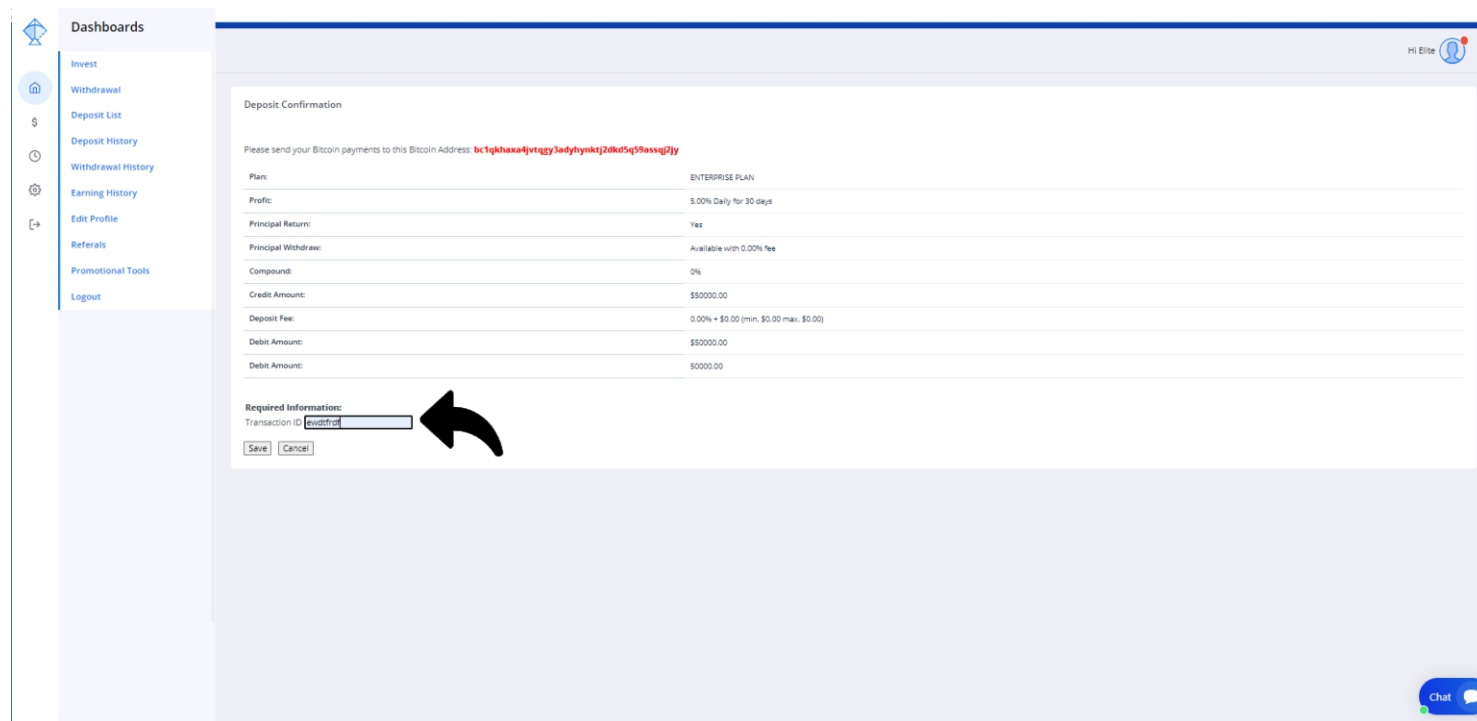 Dashboards
Hi Elite
Invest
Withdrawal
Deposit List
Deposit History
Withdrawal History
Earning History
Edit Profile
Referals
Promotional Tools
Logout
Deposit Confirmation
Please send your Bitcoin payments to this Bitcoin Address: bc1qkhaxa4jvtqgy3adyhynktj2dkd5q59assqj2jy
Plan: ENTERPRISE PLAN
Profit: 5.00% Daily for 30 days
Principal Return: Yes
Principal Withdraw: Available with 0.00% fee
Compound: 0%
Credit Amount: $50000.00
Deposit Fee: 0.00% + $0.00 (min. $0.00 max. $0.00)
Debit Amount: $50000.00
Debit Amount: 50000.00
Required Information:
Transaction ID ewdtfrdf
Save Cancel
Chat